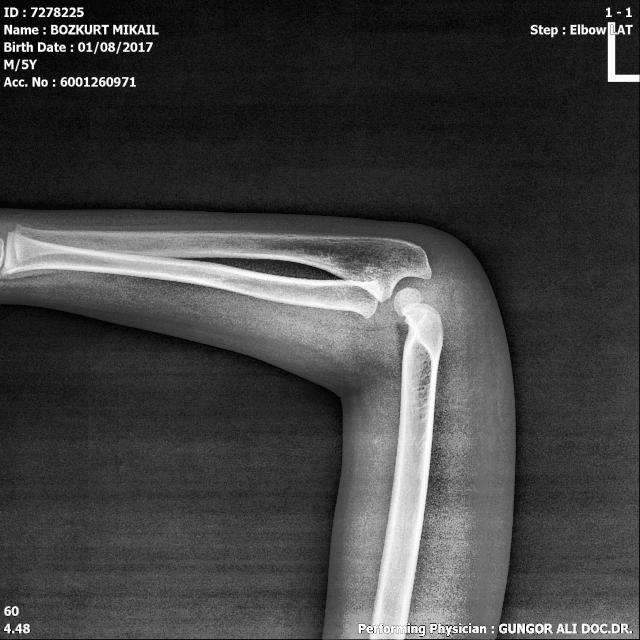 ID : 7278225
Name : BOZKURT MIKAIL
Birth Date : 01/08/2017
M/5Y
Acc. No : 6001260971
1 - 1
Step : Elbow LAT
L
60
4.48
Performing Physician : GUNGOR ALI DOC.DR.